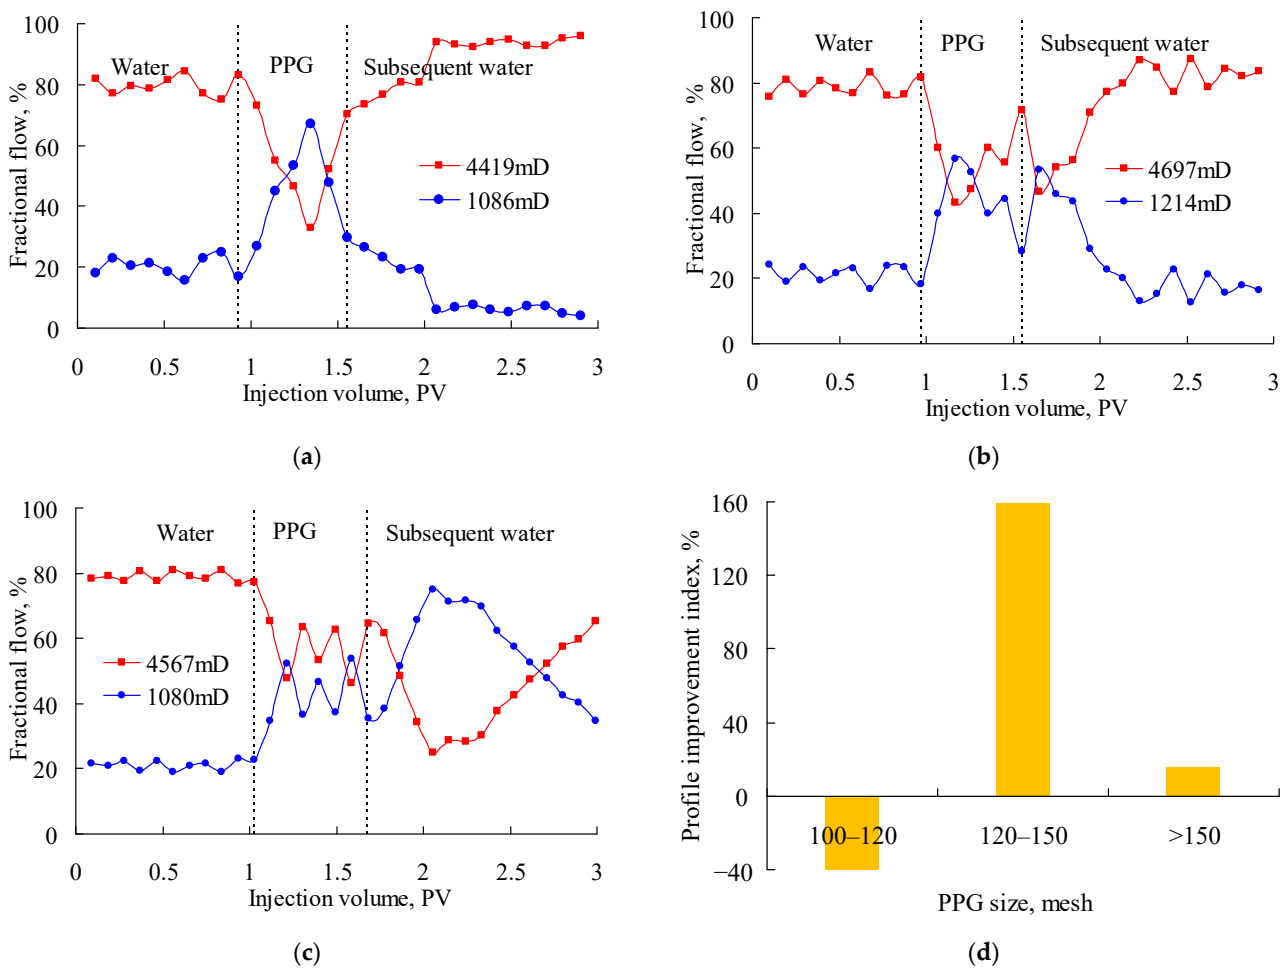 100
80
60
40
20
0
Fractional flow, %
Water
PPG
Subsequent water
4419mD
1086mD
0
0.5
1
1.5
2
2.5
3
Injection volume, PV
(a)
100
80
60
40
20
0
Fractional flow, %
Water
PPG
Subsequent water
4697mD
1214mD
0
0.5
1
1.5
2
2.5
3
Injection volume, PV
(b)
100
80
60
40
20
0
Fractional flow, %
Water
PPG
Subsequent water
4567mD
1080mD
0
0.5
1
1.5
2
2.5
3
Injection volume, PV
(c)
160
120
80
40
0
−40
Profile improvement index, %
100–120
120–150
>150
PPG size, mesh
(d)